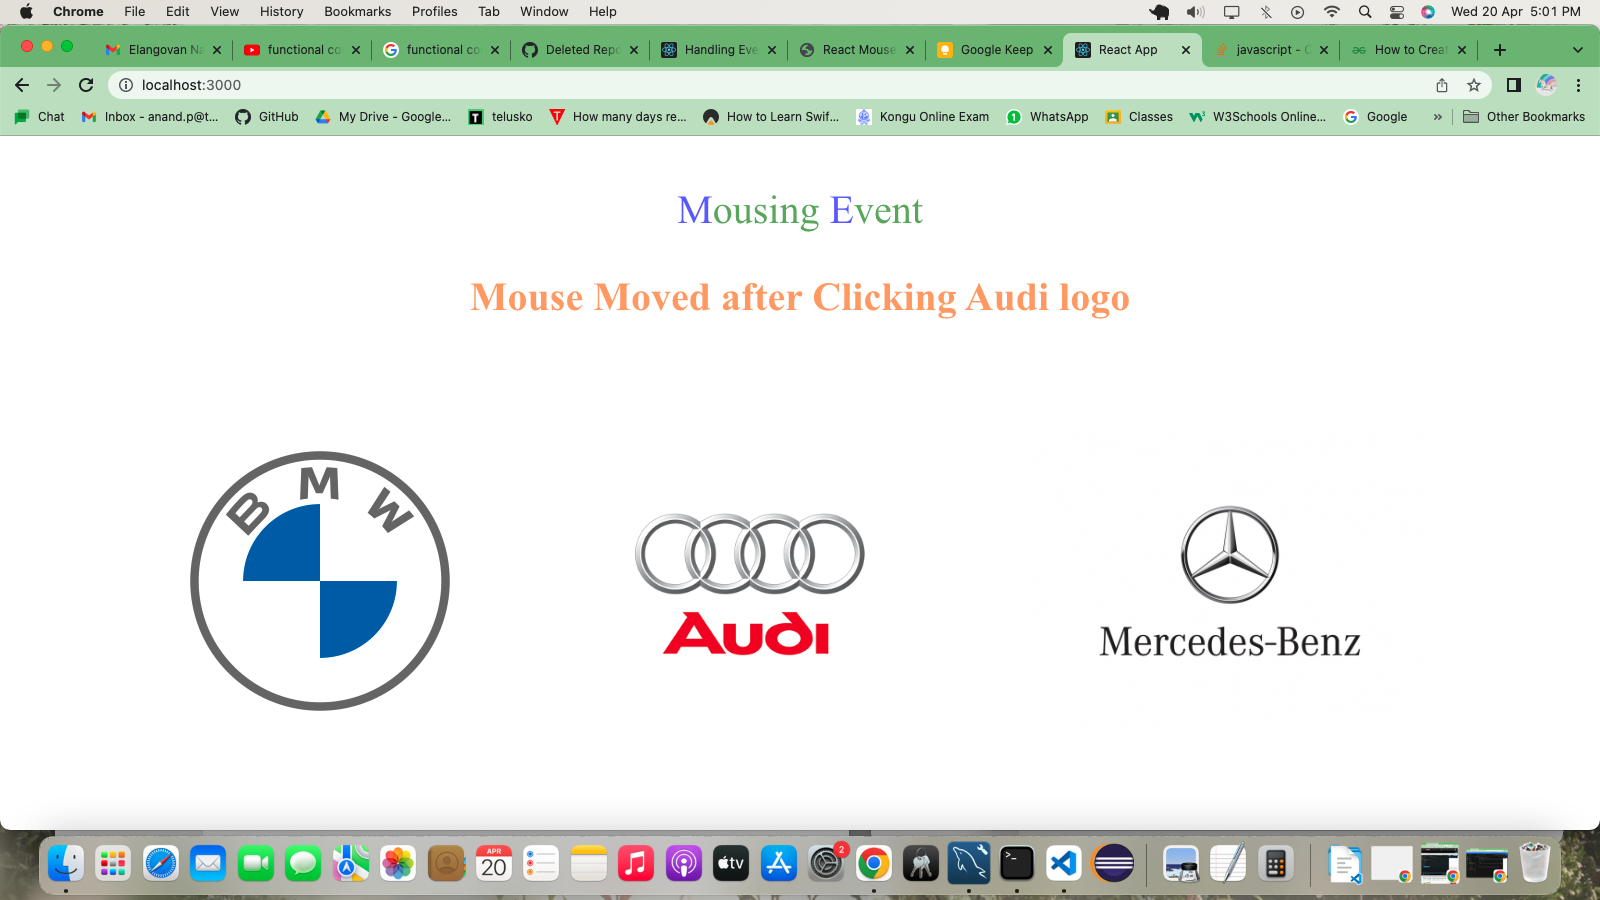 Chrome File Edit View History Bookmarks Profiles Tab Window Help Wed 20 Apr 5:01 PM
Elangovan Na functional co functional co Deleted Repo Handling Eve React Mouse Google Keep React App javascript - C How to Creat
localhost:3000
Chat Inbox - anand.p@t... GitHub My Drive - Google... telusko How many days re... How to Learn Swif... Kongu Online Exam WhatsApp Classes W3Schools Online... Google » Other Bookmarks
Mousing Event
Mouse Moved after Clicking Audi logo
BMW
Audi
Mercedes-Benz
APR
20
tv
2